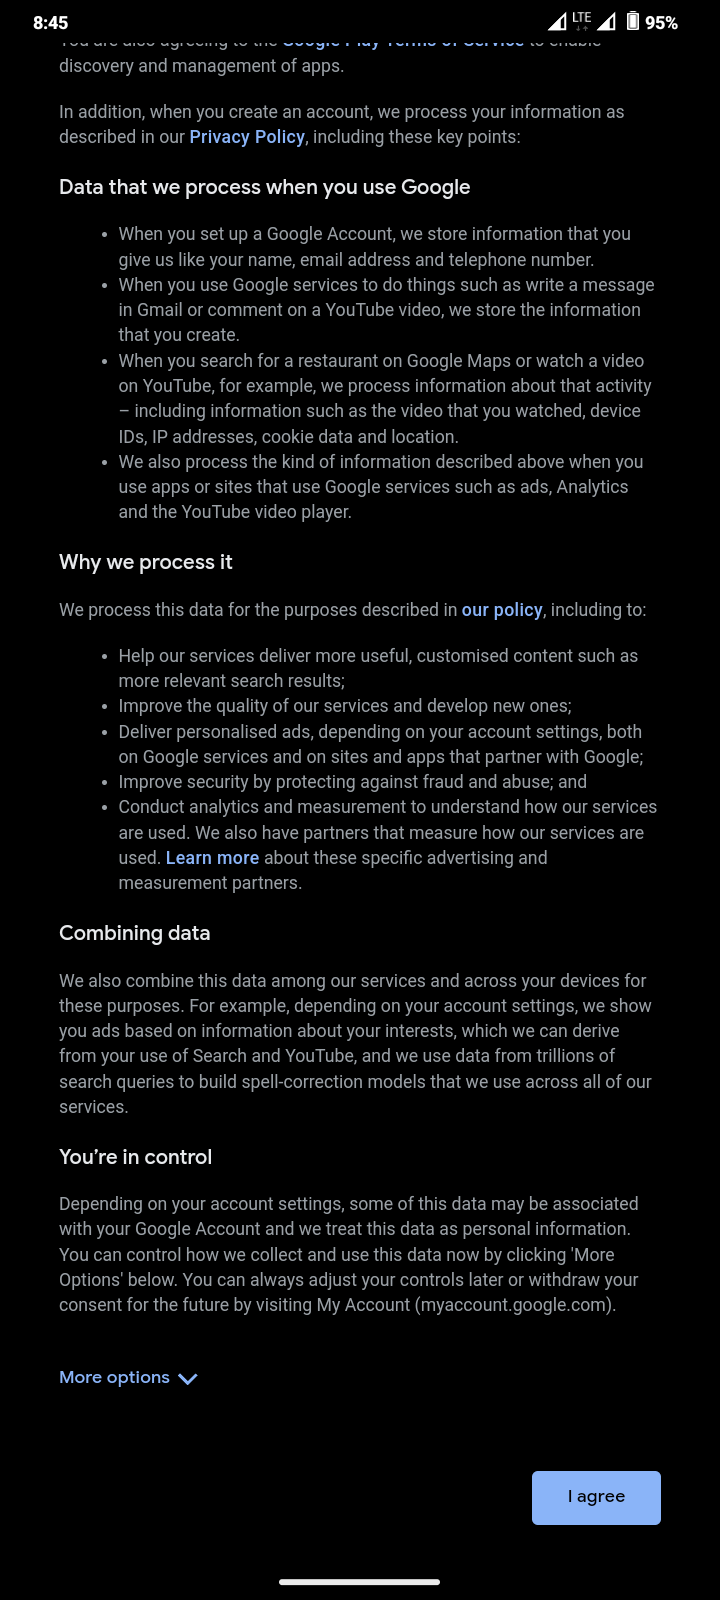 8:45
LTE
95%
You are also agreeing to the Google Play Terms of Service to enable
discovery and management of apps.
In addition, when you create an account, we process your information as
described in our Privacy Policy, including these key points:
Data that we process when you use Google
• When you set up a Google Account, we store information that you
give us like your name, email address and telephone number.
• When you use Google services to do things such as write a message
in Gmail or comment on a YouTube video, we store the information
that you create.
• When you search for a restaurant on Google Maps or watch a video
on YouTube, for example, we process information about that activity
– including information such as the video that you watched, device
IDs, IP addresses, cookie data and location.
• We also process the kind of information described above when you
use apps or sites that use Google services such as ads, Analytics
and the YouTube video player.
Why we process it
We process this data for the purposes described in our policy, including to:
• Help our services deliver more useful, customised content such as
more relevant search results;
• Improve the quality of our services and develop new ones;
• Deliver personalised ads, depending on your account settings, both
on Google services and on sites and apps that partner with Google;
• Improve security by protecting against fraud and abuse; and
• Conduct analytics and measurement to understand how our services
are used. We also have partners that measure how our services are
used. Learn more about these specific advertising and
measurement partners.
Combining data
We also combine this data among our services and across your devices for
these purposes. For example, depending on your account settings, we show
you ads based on information about your interests, which we can derive
from your use of Search and YouTube, and we use data from trillions of
search queries to build spell-correction models that we use across all of our
services.
You're in control
Depending on your account settings, some of this data may be associated
with your Google Account and we treat this data as personal information.
You can control how we collect and use this data now by clicking 'More
Options' below. You can always adjust your controls later or withdraw your
consent for the future by visiting My Account (myaccount.google.com).
More options
I agree